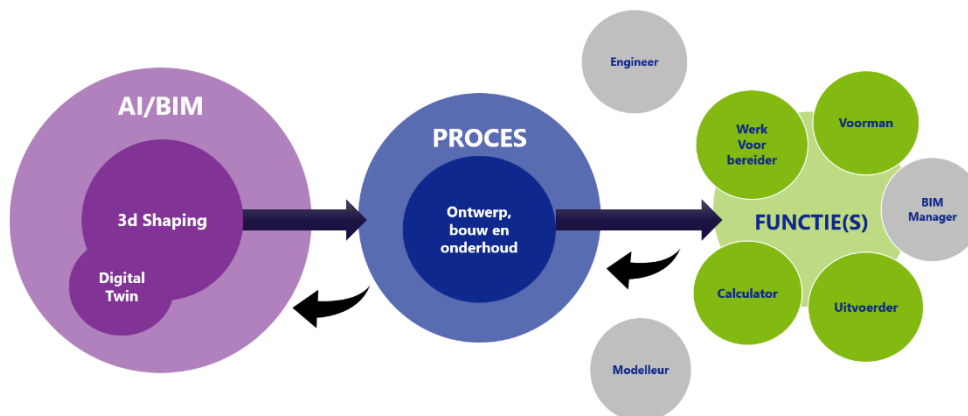 AI/BIM
3d Shaping
Digital
Twin
PROCES
Ontwerp,
bouw en
onderhoud
Engineer
Werk
Voor
bereider
Voorman
BIM
Manager
FUNCTIE(S)
Calculator
Uitvoerder
Modelleur